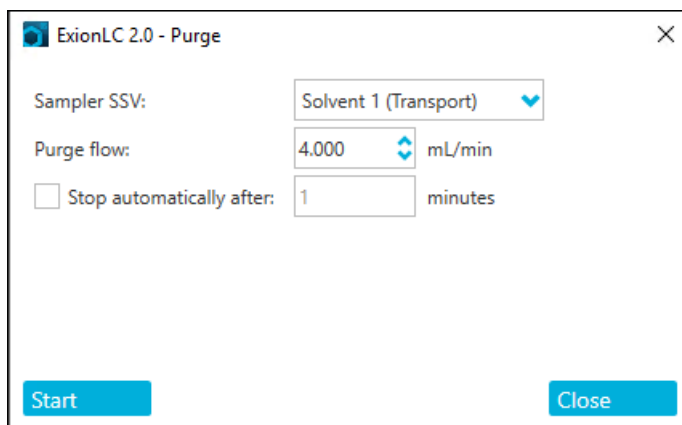 ExionLC 2.0 - Purge
Sampler SSV: Solvent 1 (Transport)
Purge flow: 4.000 mL/min
Stop automatically after: 1 minutes
Start Close